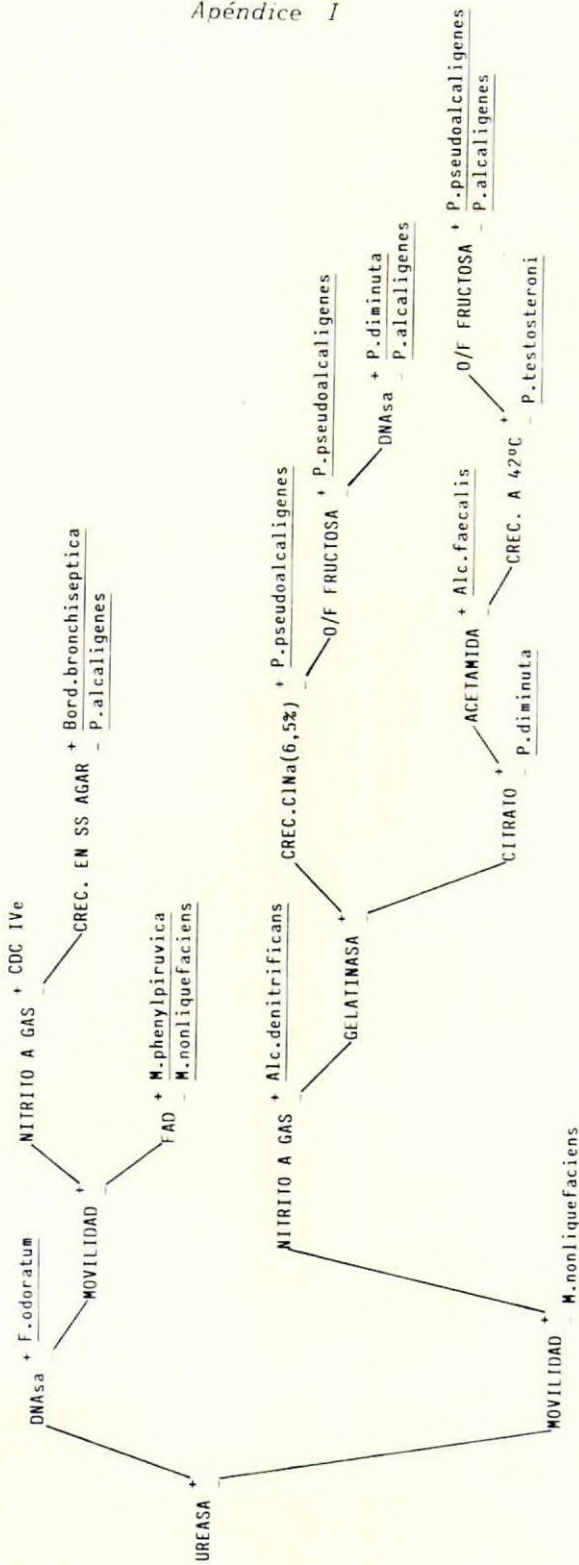 Apéndice I
UREASA +
-
DNAsa + F.odoratum
-
MOVILIDAD +
-
NITRITO A GAS + CDC IVe
-
CREC. EN SS AGAR + Bord.bronchiseptica
- P.alcaligenes
FAD + M.phenylpiruvica
- M.nonliquefaciens
MOVILIDAD +
- M.nonliquefaciens
NITRITO A GAS + Alc.denitrificans
-
GELATINASA +
-
CREC.ClNa(6,5%) + P.pseudoalcaligenes
-
O/F FRUCTOSA + P.pseudoalcaligenes
-
DNAsa + P.diminuta
- P.alcaligenes
CITRATO +
- P.diminuta
ACETAMIDA + Alc.faecalis
-
CREC. A 42ºC +
- P.testosteroni
O/F FRUCTOSA + P.pseudoalcaligenes
- P.alcaligenes